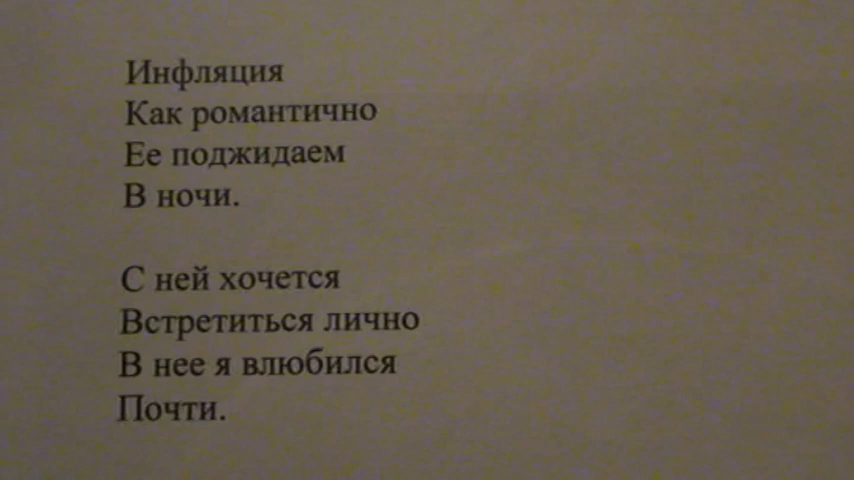 Инфляция
Как романтично
Ее поджидаем
В ночи.
С ней хочется
Встретиться лично
В нее я влюбился
Почти.